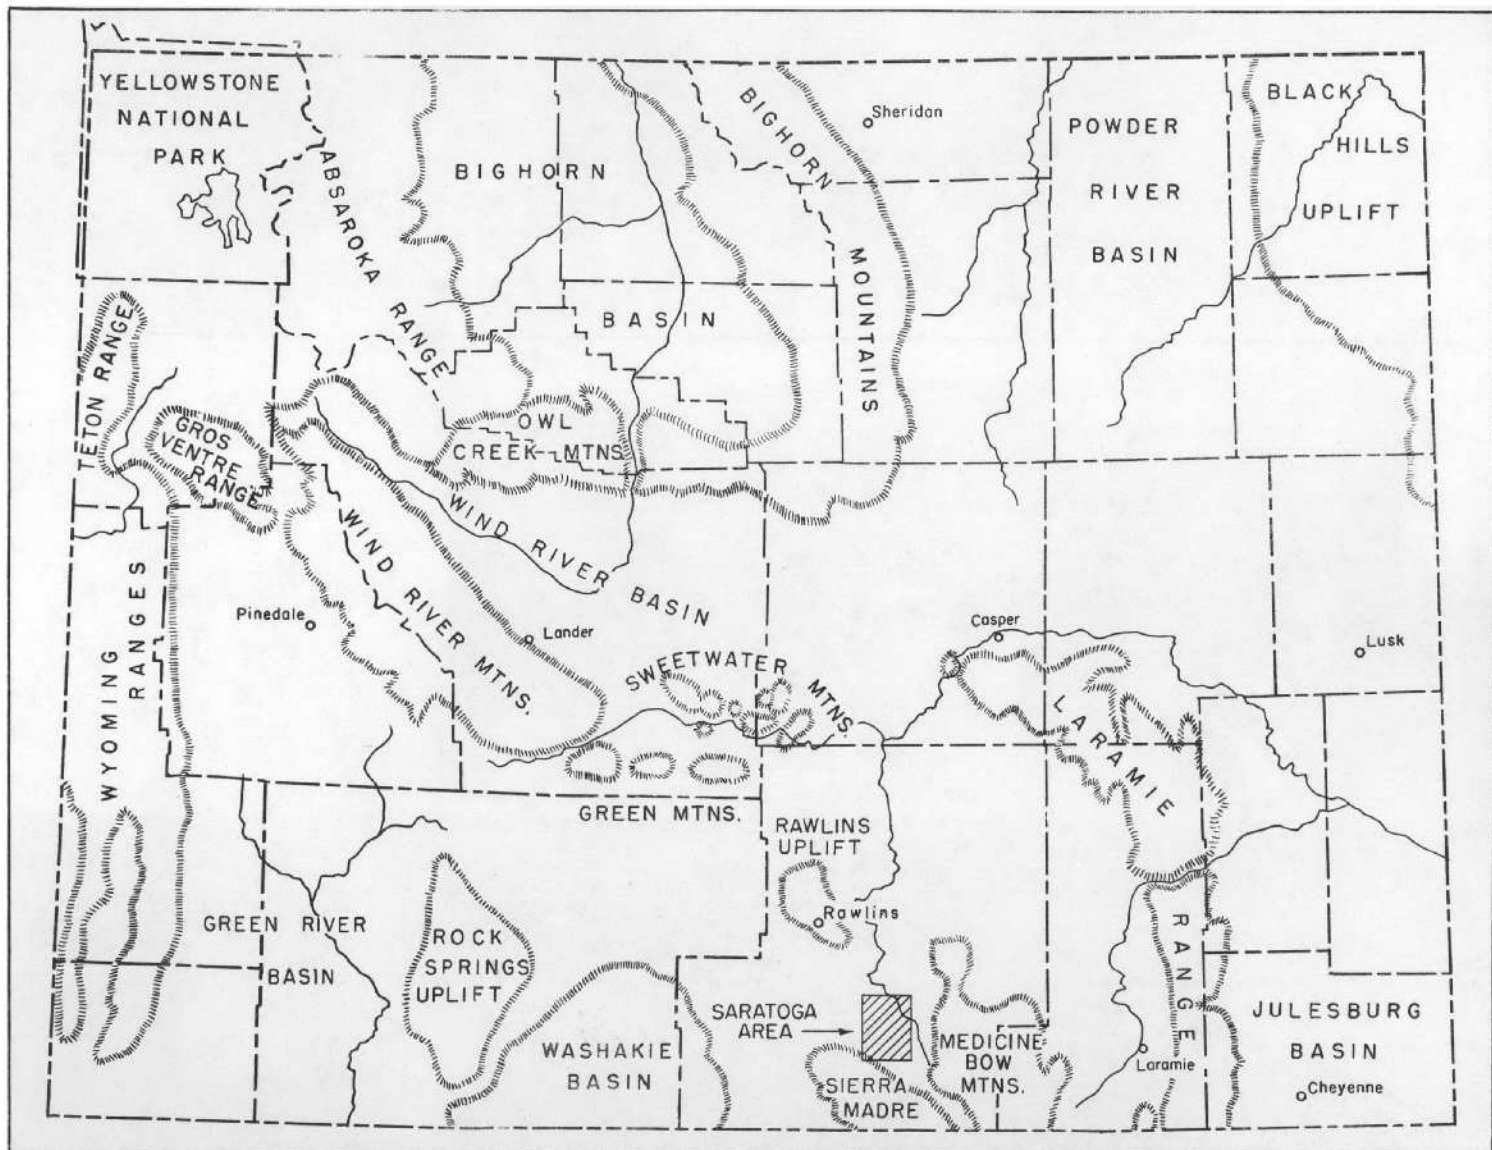 YELLOWSTONE
NATIONAL
PARK
ABSAROKA RANGE
BIGHORN
BASIN
BIGHORN
MOUNTAINS
Sheridan
POWDER
RIVER
BASIN
BLACK
HILLS
UPLIFT
TETON RANGE
GROS
VENTRE
RANGE
OWL
CREEK MTNS.
WIND RIVER BASIN
WIND RIVER MTNS.
WYOMING
RANGES
Pinedale
Lander
SWEETWATER MTNS.
Casper
Lusk
LARAMIE
RANGE
GREEN MTNS.
RAWLINS
UPLIFT
Rawlins
GREEN RIVER
BASIN
ROCK
SPRINGS
UPLIFT
WASHAKIE
BASIN
SARATOGA
AREA
SIERRA
MADRE
MEDICINE
BOW
MTNS.
Laramie
JULESBURG
BASIN
Cheyenne